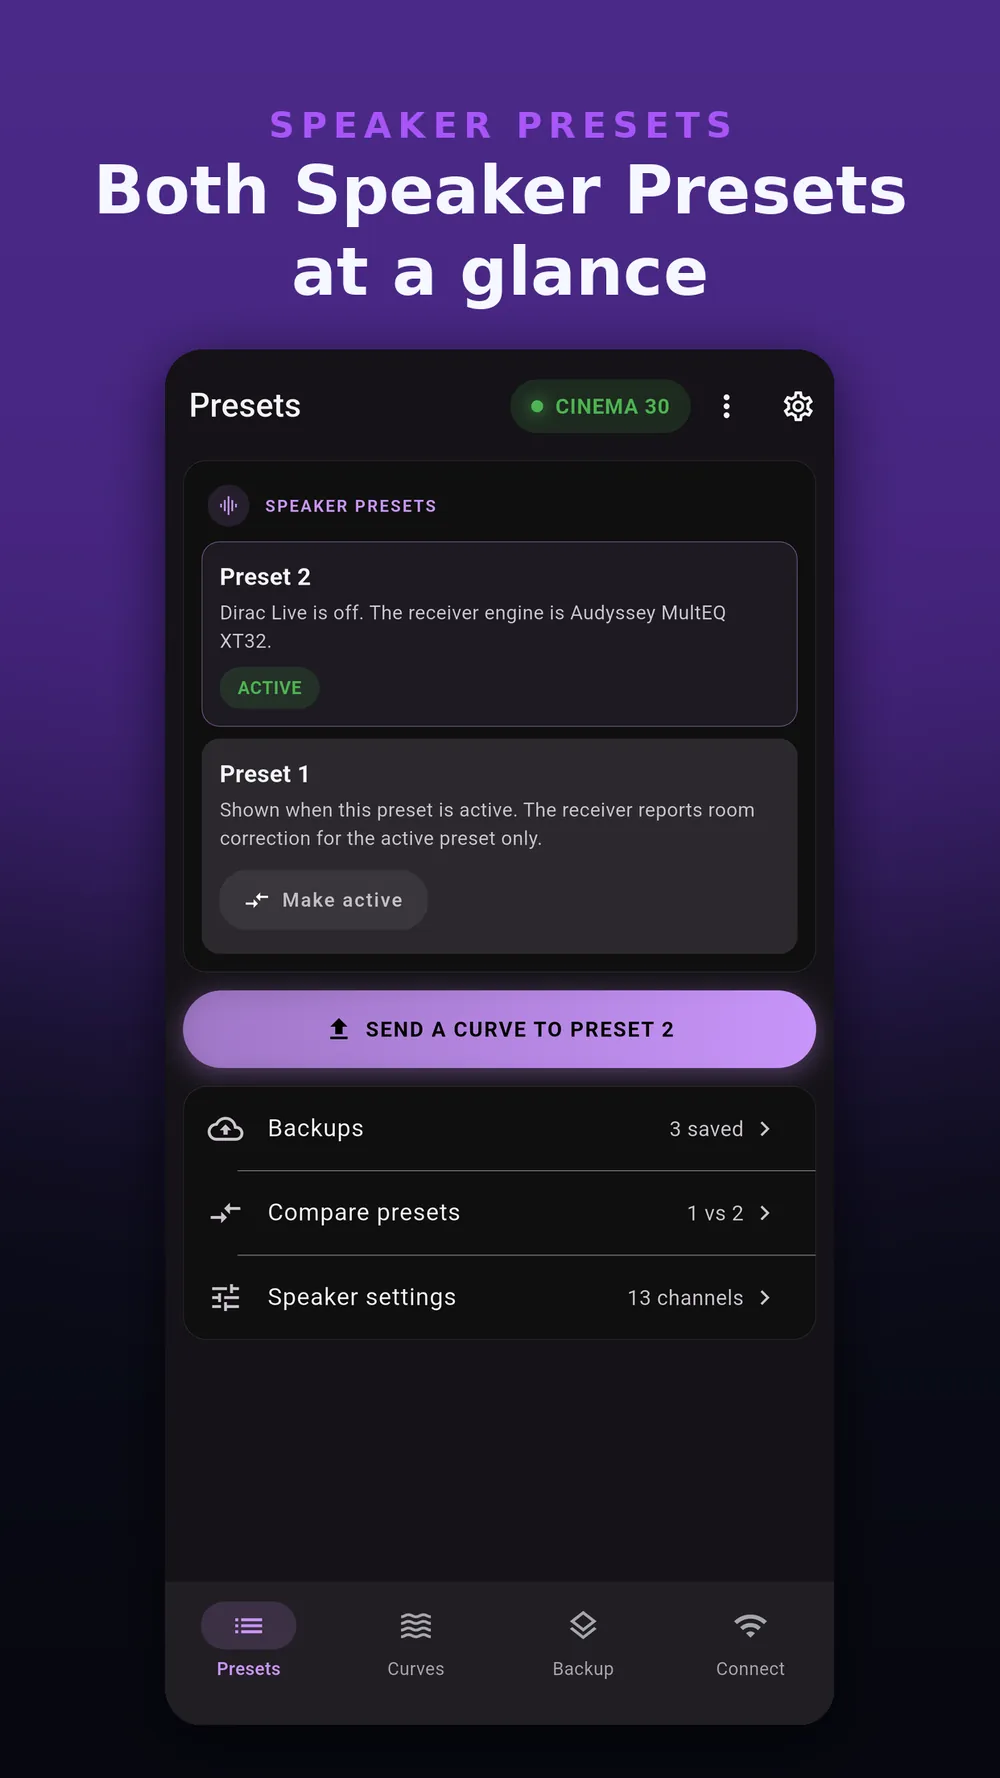 SPEAKER PRESETS
Both Speaker Presets
at a glance
Presets
CINEMA 30
SPEAKER PRESETS
Preset 2
Dirac Live is off. The receiver engine is Audyssey MultEQ
XT32.
ACTIVE
Preset 1
Shown when this preset is active. The receiver reports room
correction for the active preset only.
Make active
SEND A CURVE TO PRESET 2
Backups 3 saved
Compare presets 1 vs 2
Speaker settings 13 channels
Presets Curves Backup Connect